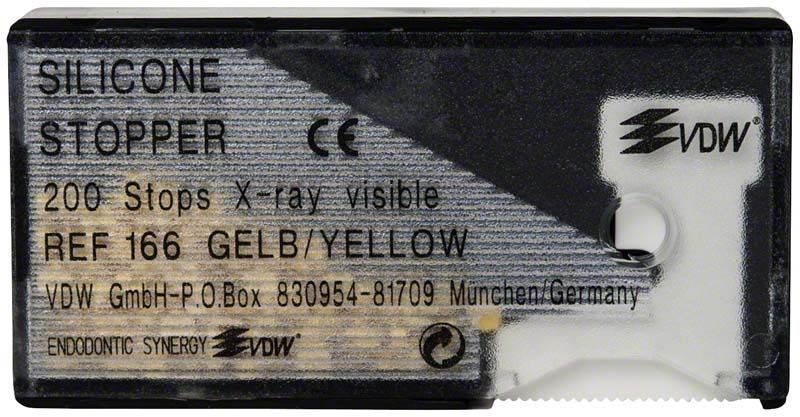 SILICONE
STOPPER CE
VDW®
200 Stops X-ray visible
REF 166 GELB/YELLOW
VDW GmbH-P.O.Box 830954-81709 Munchen/Germany
ENDODONTIC SYNERGY VDW®